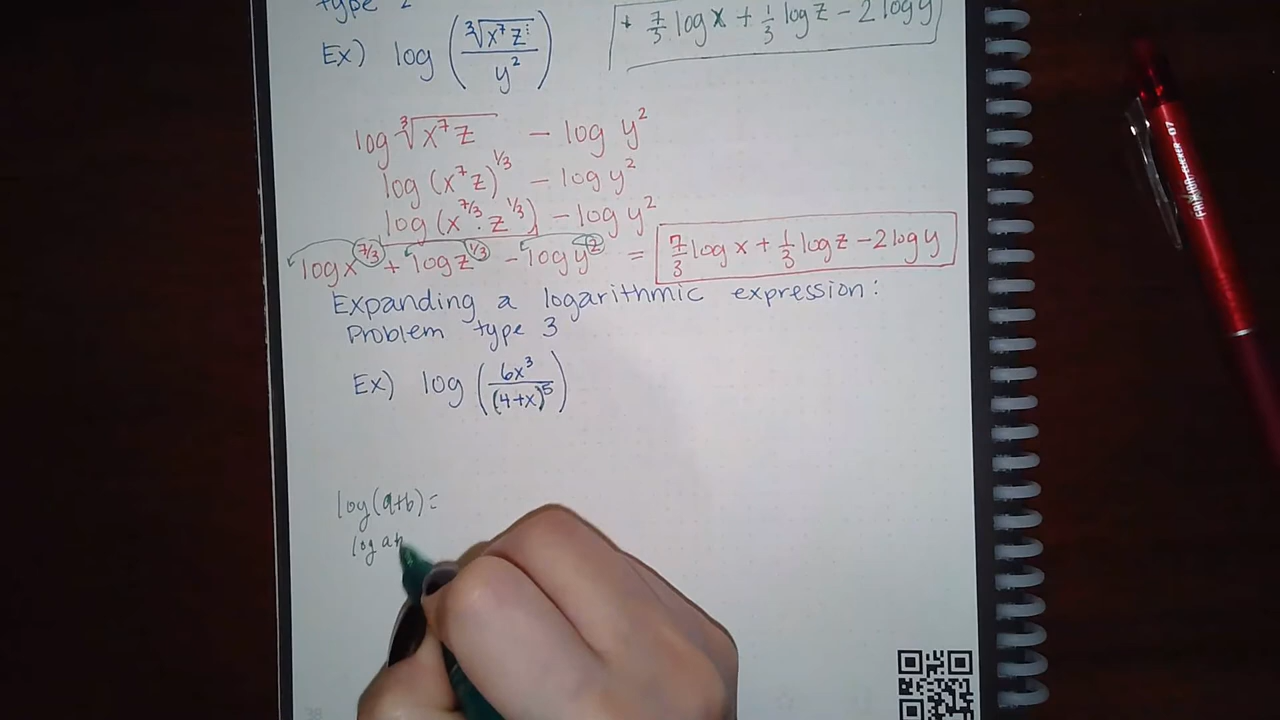 type 2
+ 7/3 log x + 1/3 log z − 2 log y
Ex) log (∛(x⁷z) / y²)
log ∛(x⁷z) − log y²
log (x⁷z)^1/3 − log y²
log (x^7/3 · z^1/3) − log y²
log x^7/3 + log z^1/3 − log y² = 7/3 log x + 1/3 log z − 2 log y
Expanding a logarithmic expression:
Problem type 3
Ex) log (6x³ / (4+x)⁵)
log(a+b) =
log ab